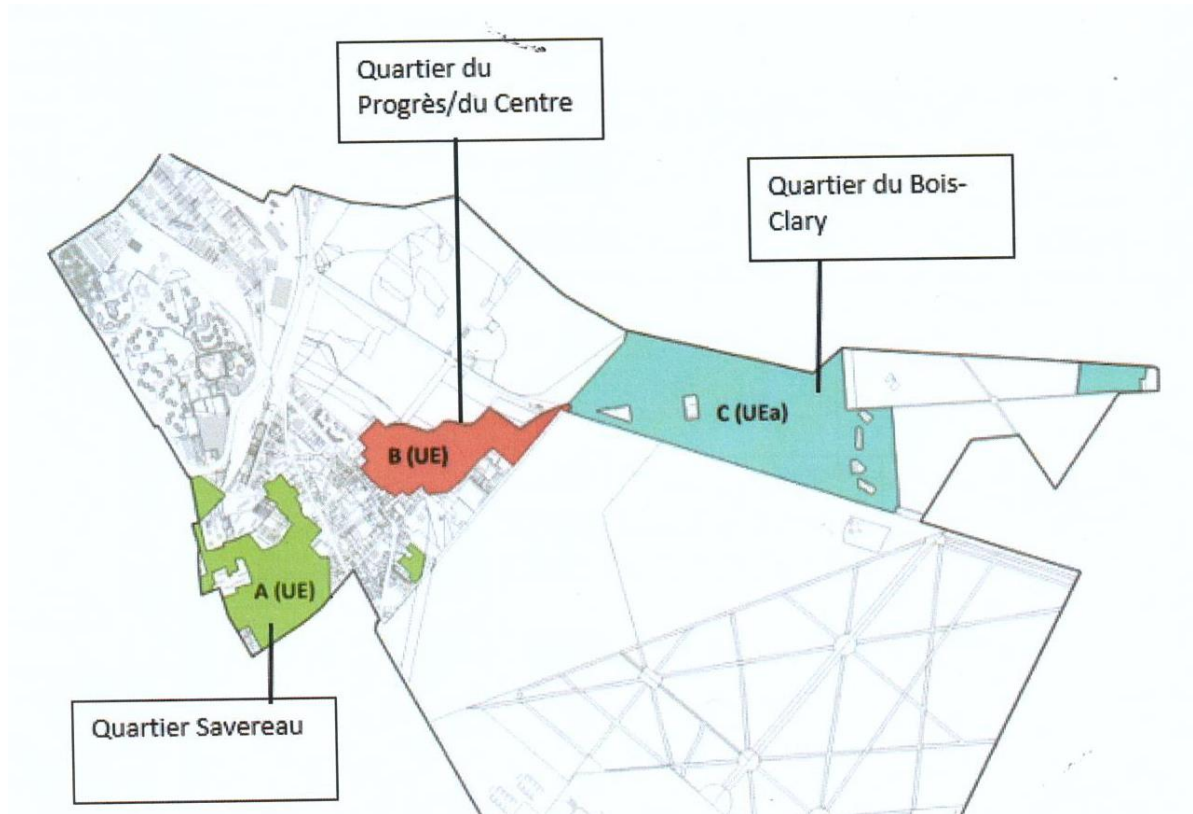 Quartier du
Progrès/du Centre
Quartier du Bois-
Clary
C (UEa)
B (UE)
A (UE)
Quartier Savereau